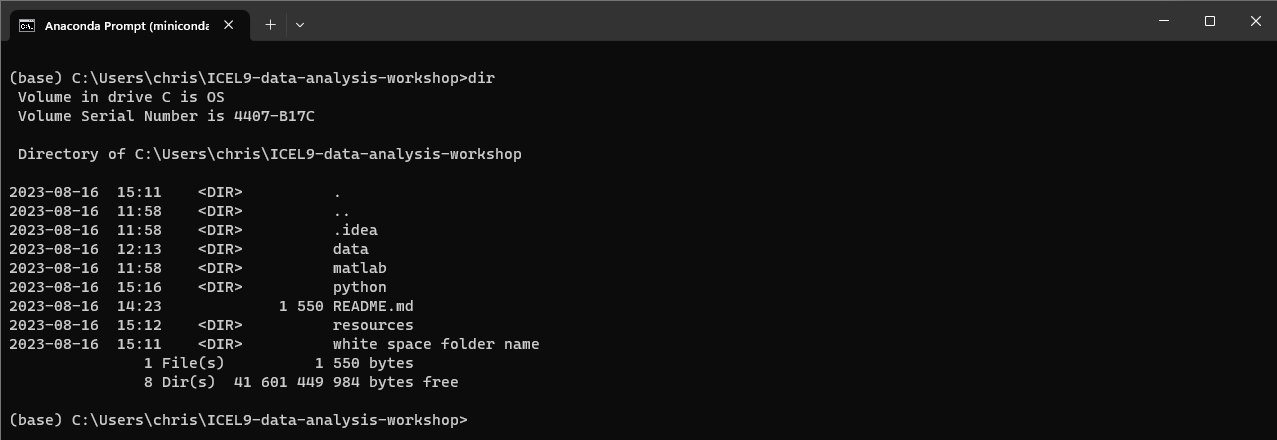 Anaconda Prompt (miniconda
(base) C:\Users\chris\ICEL9-data-analysis-workshop>dir
 Volume in drive C is OS
 Volume Serial Number is 4407-B17C

 Directory of C:\Users\chris\ICEL9-data-analysis-workshop

2023-08-16  15:11    <DIR>          .
2023-08-16  11:58    <DIR>          ..
2023-08-16  11:58    <DIR>          .idea
2023-08-16  12:13    <DIR>          data
2023-08-16  11:58    <DIR>          matlab
2023-08-16  15:16    <DIR>          python
2023-08-16  14:23             1 550 README.md
2023-08-16  15:12    <DIR>          resources
2023-08-16  15:11    <DIR>          white space folder name
               1 File(s)          1 550 bytes
               8 Dir(s)  41 601 449 984 bytes free

(base) C:\Users\chris\ICEL9-data-analysis-workshop>